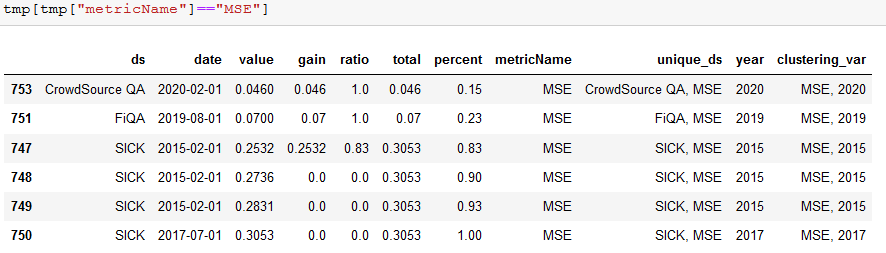 tmp[tmp["metricName"]=="MSE"]
ds date value gain ratio total percent metricName unique_ds year clustering_var
753 CrowdSource QA 2020-02-01 0.0460 0.046 1.0 0.046 0.15 MSE CrowdSource QA, MSE 2020 MSE, 2020
751 FiQA 2019-08-01 0.0700 0.07 1.0 0.07 0.23 MSE FiQA, MSE 2019 MSE, 2019
747 SICK 2015-02-01 0.2532 0.2532 0.83 0.3053 0.83 MSE SICK, MSE 2015 MSE, 2015
748 SICK 2015-02-01 0.2736 0.0 0.0 0.3053 0.90 MSE SICK, MSE 2015 MSE, 2015
749 SICK 2015-02-01 0.2831 0.0 0.0 0.3053 0.93 MSE SICK, MSE 2015 MSE, 2015
750 SICK 2017-07-01 0.3053 0.0 0.0 0.3053 1.00 MSE SICK, MSE 2017 MSE, 2017